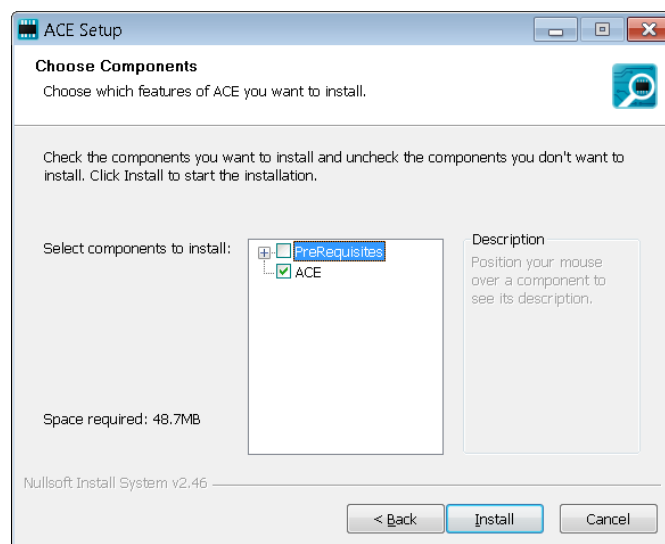 ACE Setup
Choose Components
Choose which features of ACE you want to install.
Check the components you want to install and uncheck the components you don't want to
install. Click Install to start the installation.
Select components to install:
PreRequisites
ACE
Description
Position your mouse
over a component to
see its description.
Space required: 48.7MB
Nullsoft Install System v2.46
< Back
Install
Cancel